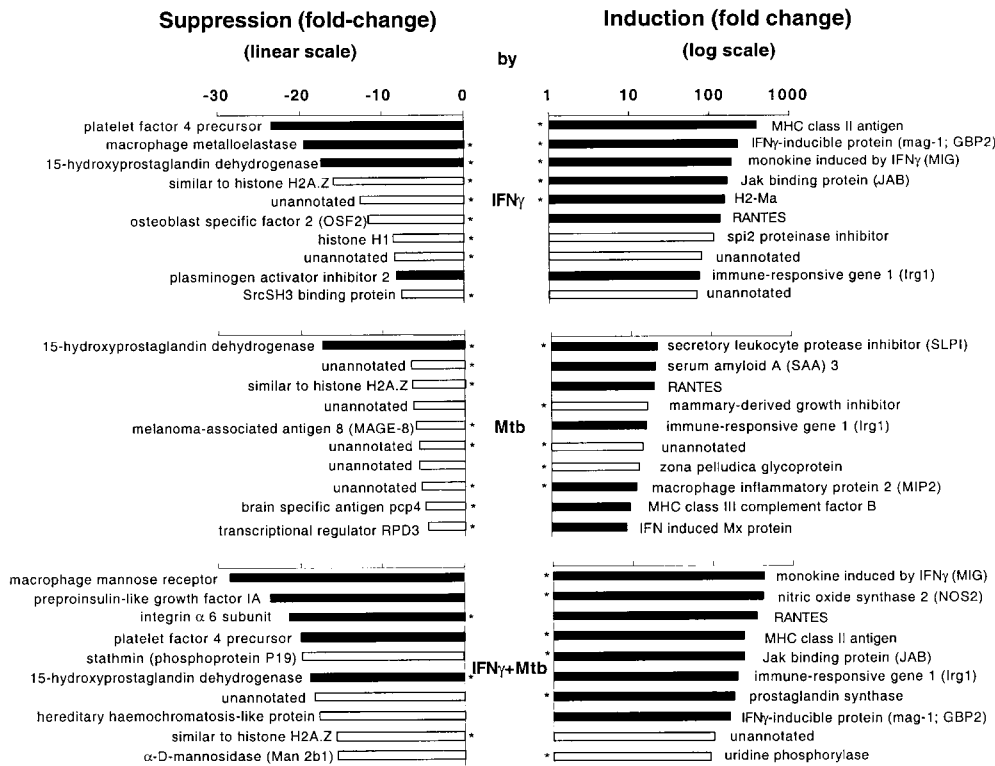 Suppression (fold-change)
(linear scale)
by
Induction (fold change)
(log scale)
-30 -20 -10 0
1 10 100 1000
platelet factor 4 precursor
macrophage metalloelastase *
15-hydroxyprostaglandin dehydrogenase *
similar to histone H2A.Z *
unannotated *
osteoblast specific factor 2 (OSF2) *
histone H1 *
unannotated *
plasminogen activator inhibitor 2
SrcSH3 binding protein *
IFNγ
* MHC class II antigen
* IFNγ-inducible protein (mag-1; GBP2)
* monokine induced by IFNγ (MIG)
* Jak binding protein (JAB)
* H2-Ma
RANTES
spi2 proteinase inhibitor
unannotated
immune-responsive gene 1 (Irg1)
unannotated
15-hydroxyprostaglandin dehydrogenase *
unannotated *
similar to histone H2A.Z *
unannotated
melanoma-associated antigen 8 (MAGE-8) *
unannotated *
unannotated
unannotated *
brain specific antigen pcp4 *
transcriptional regulator RPD3 *
Mtb
* secretory leukocyte protease inhibitor (SLPI)
serum amyloid A (SAA) 3
RANTES
* mammary-derived growth inhibitor
immune-responsive gene 1 (Irg1)
* unannotated
* zona pelludica glycoprotein
* macrophage inflammatory protein 2 (MIP2)
MHC class III complement factor B
IFN induced Mx protein
macrophage mannose receptor
preproinsulin-like growth factor IA
integrin α 6 subunit *
platelet factor 4 precursor
stathmin (phosphoprotein P19)
15-hydroxyprostaglandin dehydrogenase *
unannotated
hereditary haemochromatosis-like protein
similar to histone H2A.Z *
α-D-mannosidase (Man 2b1)
IFNγ+Mtb
* monokine induced by IFNγ (MIG)
* nitric oxide synthase 2 (NOS2)
RANTES
* MHC class II antigen
* Jak binding protein (JAB)
immune-responsive gene 1 (Irg1)
* prostaglandin synthase
IFNγ-inducible protein (mag-1; GBP2)
unannotated
* uridine phosphorylase